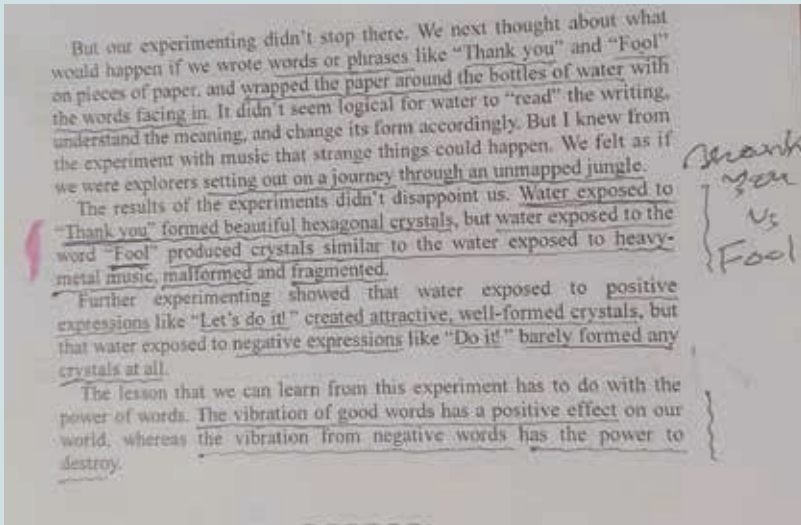 But our experimenting didn't stop there. We next thought about what
would happen if we wrote words or phrases like "Thank you" and "Fool"
on pieces of paper, and wrapped the paper around the bottles of water with
the words facing in. It didn't seem logical for water to "read" the writing,
understand the meaning, and change its form accordingly. But I knew from
the experiment with music that strange things could happen. We felt as if
we were explorers setting out on a journey through an unmapped jungle.
The results of the experiments didn't disappoint us. Water exposed to
"Thank you" formed beautiful hexagonal crystals, but water exposed to the
word "Fool" produced crystals similar to the water exposed to heavy-
metal music, malformed and fragmented.
Further experimenting showed that water exposed to positive
expressions like "Let's do it!" created attractive, well-formed crystals, but
that water exposed to negative expressions like "Do it!" barely formed any
crystals at all.
The lesson that we can learn from this experiment has to do with the
power of words. The vibration of good words has a positive effect on our
world, whereas the vibration from negative words has the power to
destroy.
Thank
you
Vs
Fool